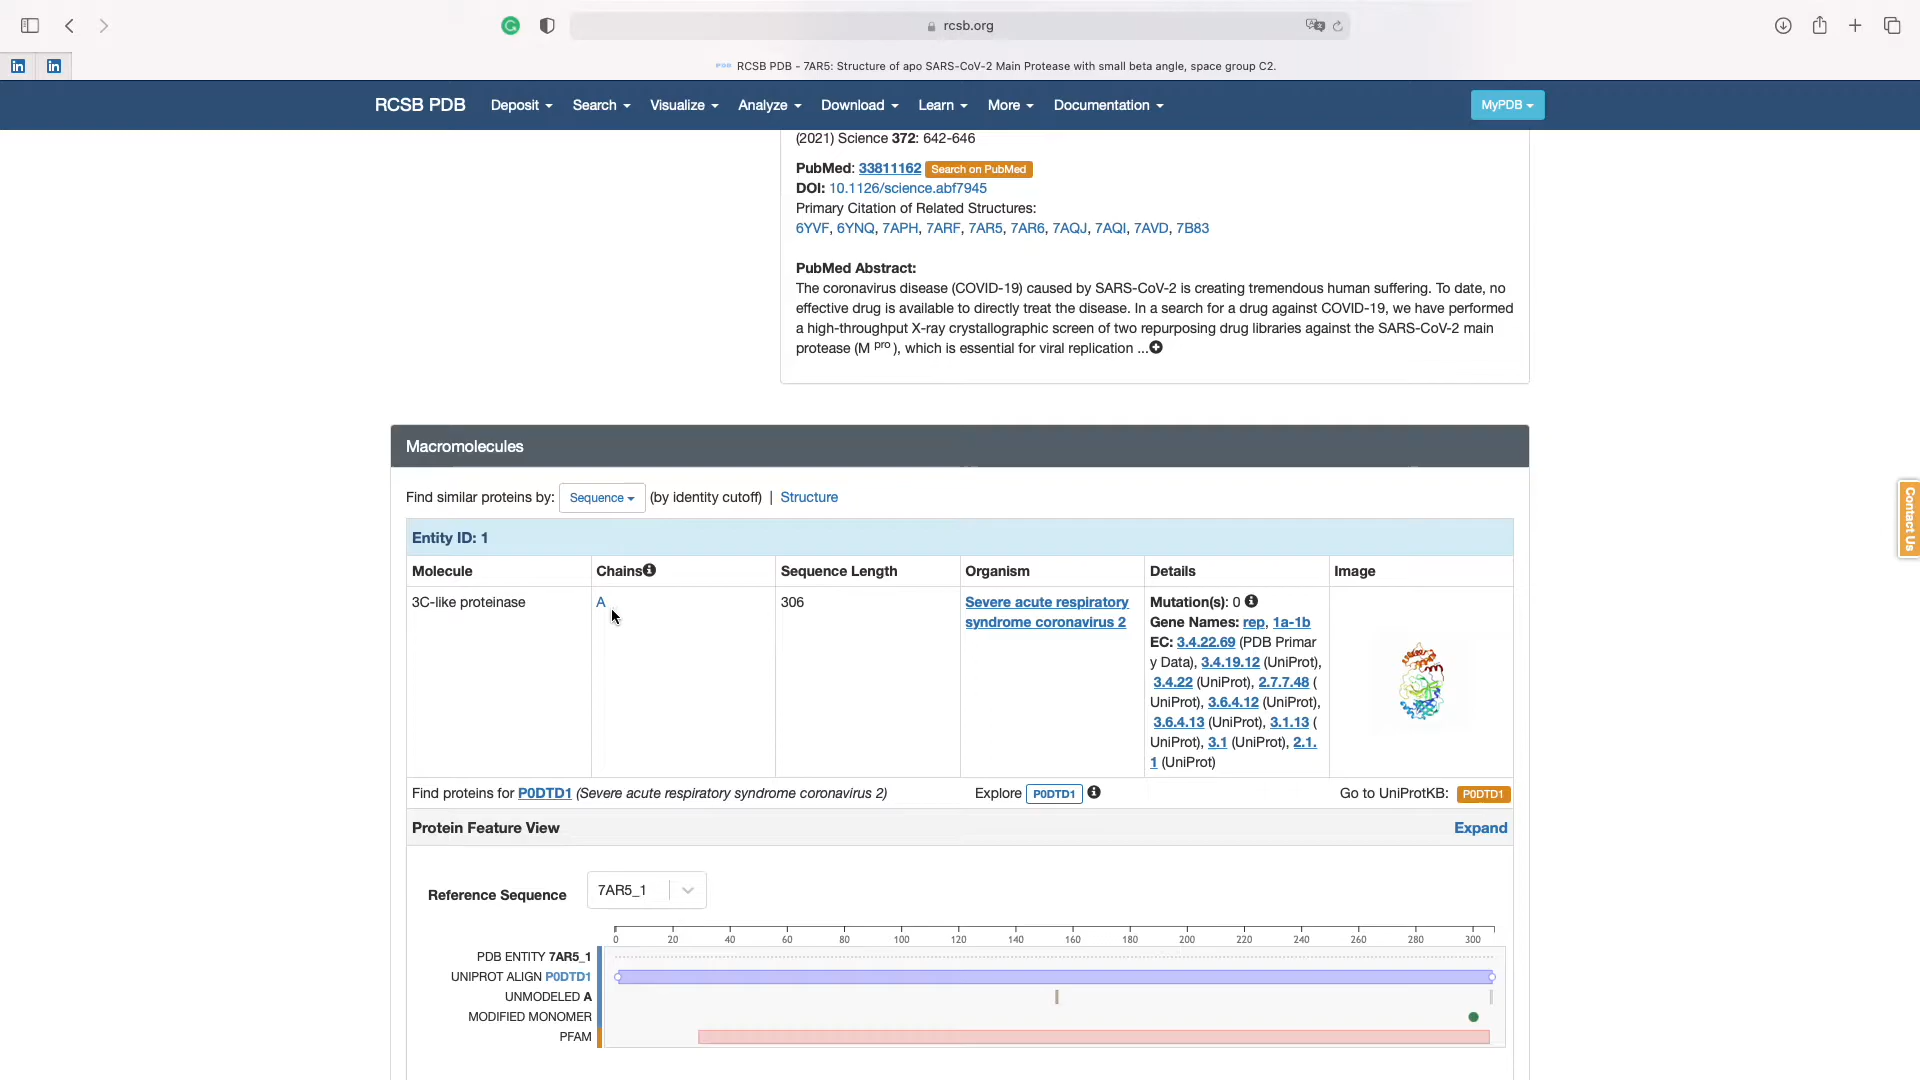 rcsb.org
RCSB PDB - 7AR5: Structure of apo SARS-CoV-2 Main Protease with small beta angle, space group C2.
RCSB PDB Deposit Search Visualize Analyze Download Learn More Documentation MyPDB
(2021) Science 372: 642-646
PubMed: 33811162 Search on PubMed
DOI: 10.1126/science.abf7945
Primary Citation of Related Structures:
6YVF, 6YNQ, 7APH, 7ARF, 7AR5, 7AR6, 7AQJ, 7AQI, 7AVD, 7B83
PubMed Abstract:
The coronavirus disease (COVID-19) caused by SARS-CoV-2 is creating tremendous human suffering. To date, no
effective drug is available to directly treat the disease. In a search for a drug against COVID-19, we have performed
a high-throughput X-ray crystallographic screen of two repurposing drug libraries against the SARS-CoV-2 main
protease (M pro ), which is essential for viral replication ...
Contact Us
Macromolecules
Find similar proteins by: Sequence (by identity cutoff) | Structure
Entity ID: 1
Molecule Chains Sequence Length Organism Details Image
3C-like proteinase A 306 Severe acute respiratory Mutation(s): 0
syndrome coronavirus 2 Gene Names: rep, 1a-1b
EC: 3.4.22.69 (PDB Primar
y Data), 3.4.19.12 (UniProt),
3.4.22 (UniProt), 2.7.7.48 (
UniProt), 3.6.4.12 (UniProt),
3.6.4.13 (UniProt), 3.1.13 (
UniProt), 3.1 (UniProt), 2.1.
1 (UniProt)
Find proteins for P0DTD1 (Severe acute respiratory syndrome coronavirus 2) Explore P0DTD1 Go to UniProtKB: P0DTD1
Protein Feature View Expand
Reference Sequence 7AR5_1
0 20 40 60 80 100 120 140 160 180 200 220 240 260 280 300
PDB ENTITY 7AR5_1
UNIPROT ALIGN P0DTD1
UNMODELED A
MODIFIED MONOMER
PFAM